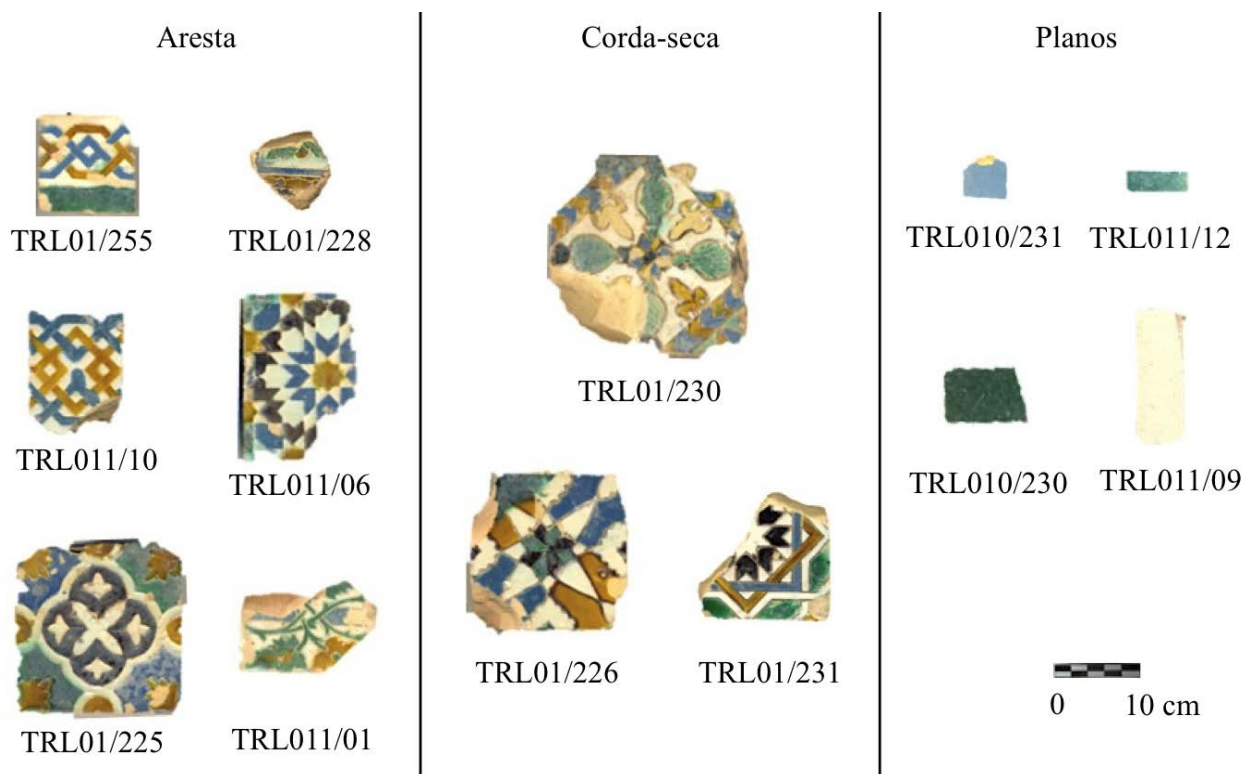 Aresta
TRL01/255
TRL01/228
TRL011/10
TRL011/06
TRL01/225
TRL011/01
Corda-seca
TRL01/230
TRL01/226
TRL01/231
Planos
TRL010/231
TRL011/12
TRL010/230
TRL011/09
0 10 cm